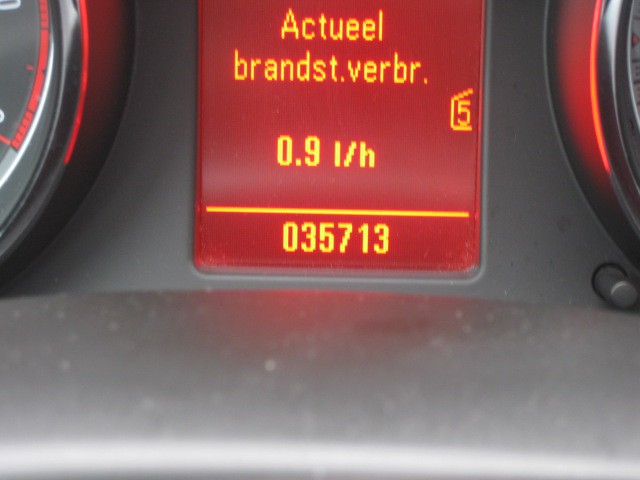 Actueel
brandst.verbr.
5
0.9 l/h
035713